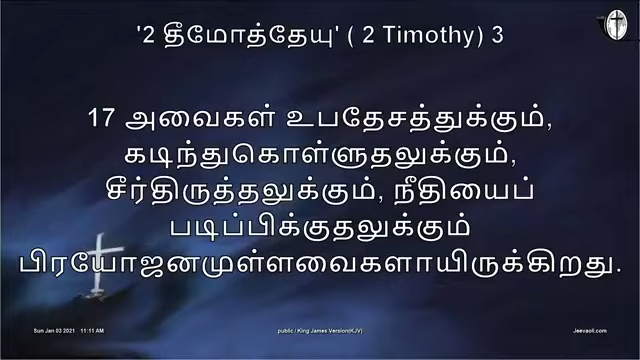 '2 தீமோத்தேயு' ( 2 Timothy) 3
17 அவைகள் உபதேசத்துக்கும்,
கடிந்துகொள்ளுதலுக்கும்,
சீர்திருத்தலுக்கும், நீதியைப்
படிப்பிக்குதலுக்கும்
பிரயோஜனமுள்ளவைகளாயிருக்கிறது.
Sun Jan 03 2021 11:11 AM
public / King James Version(KJV)
Jeevaoli.com